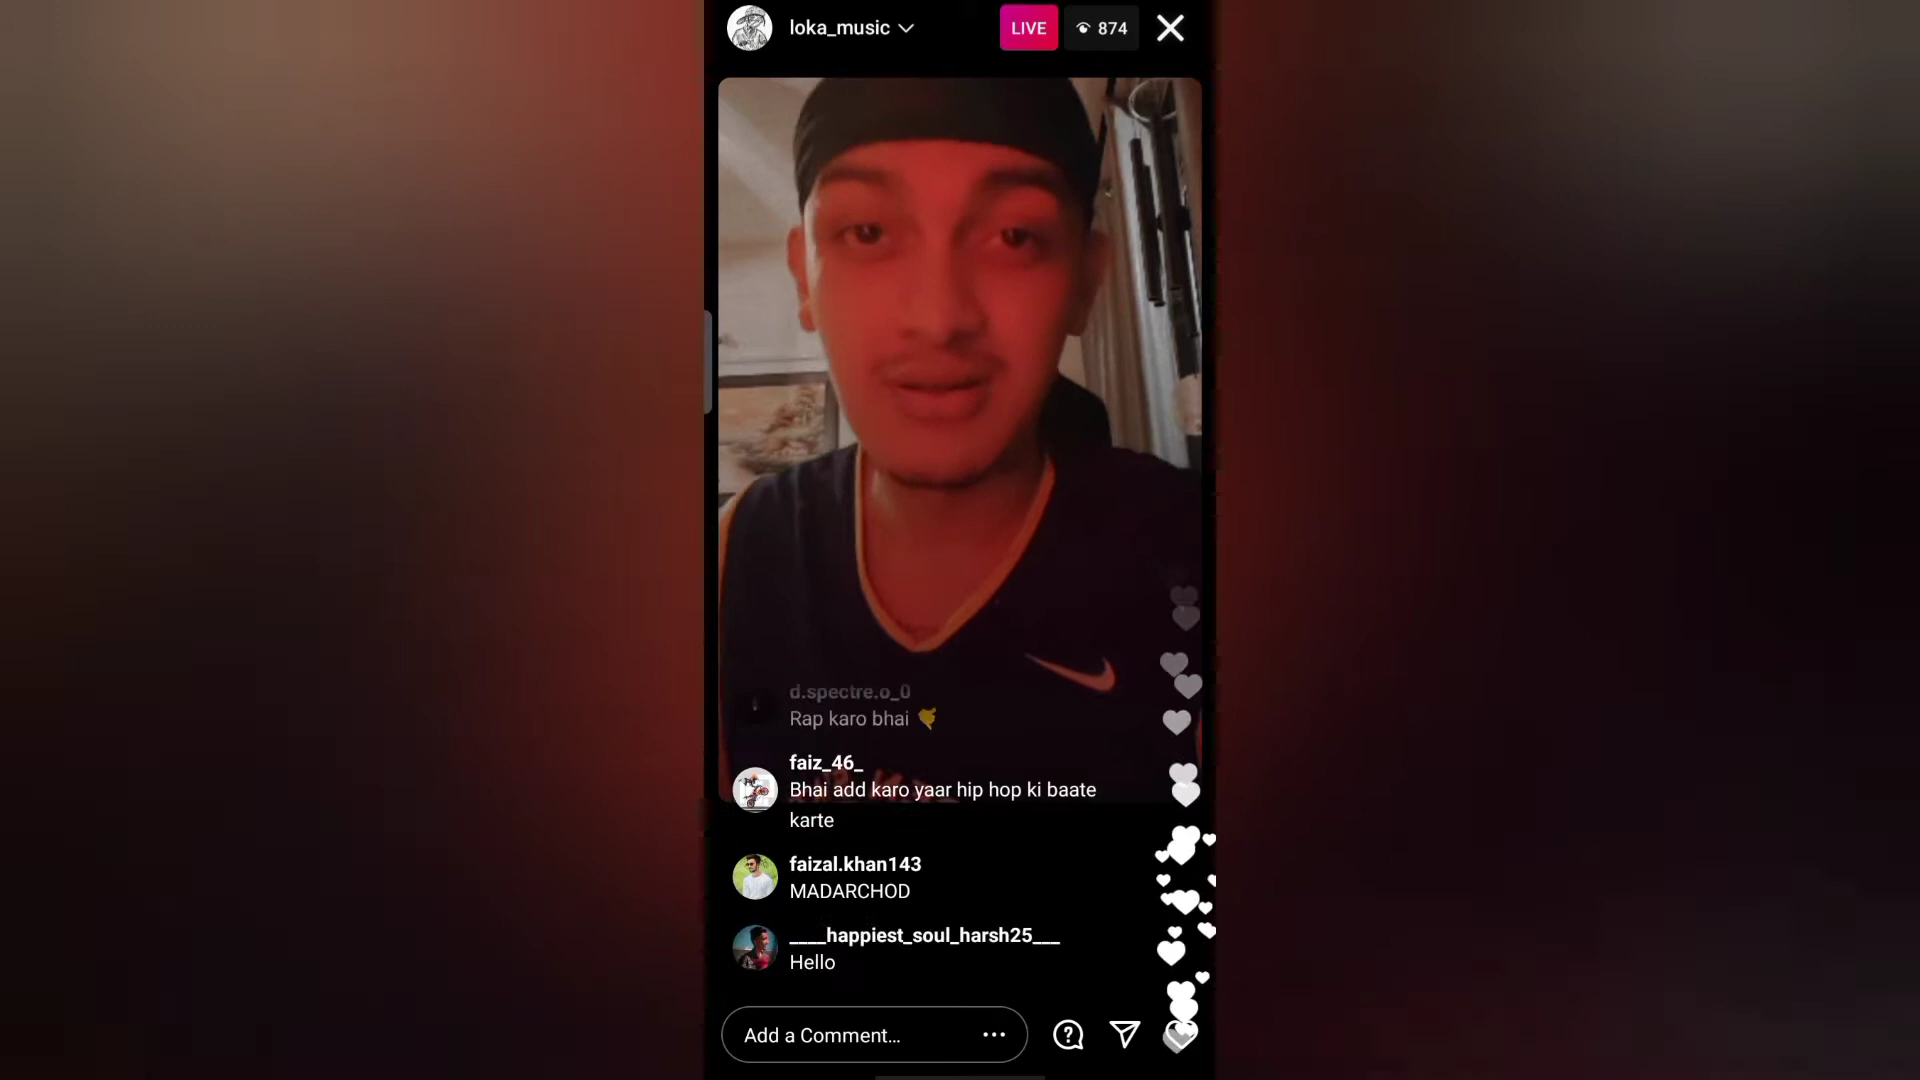 loka_music
LIVE
874
d.spectre.o_0
Rap karo bhai
faiz_46_
Bhai add karo yaar hip hop ki baate
karte
faizal.khan143
MADARCHOD
____happiest_soul_harsh25___
Hello
Add a Comment...